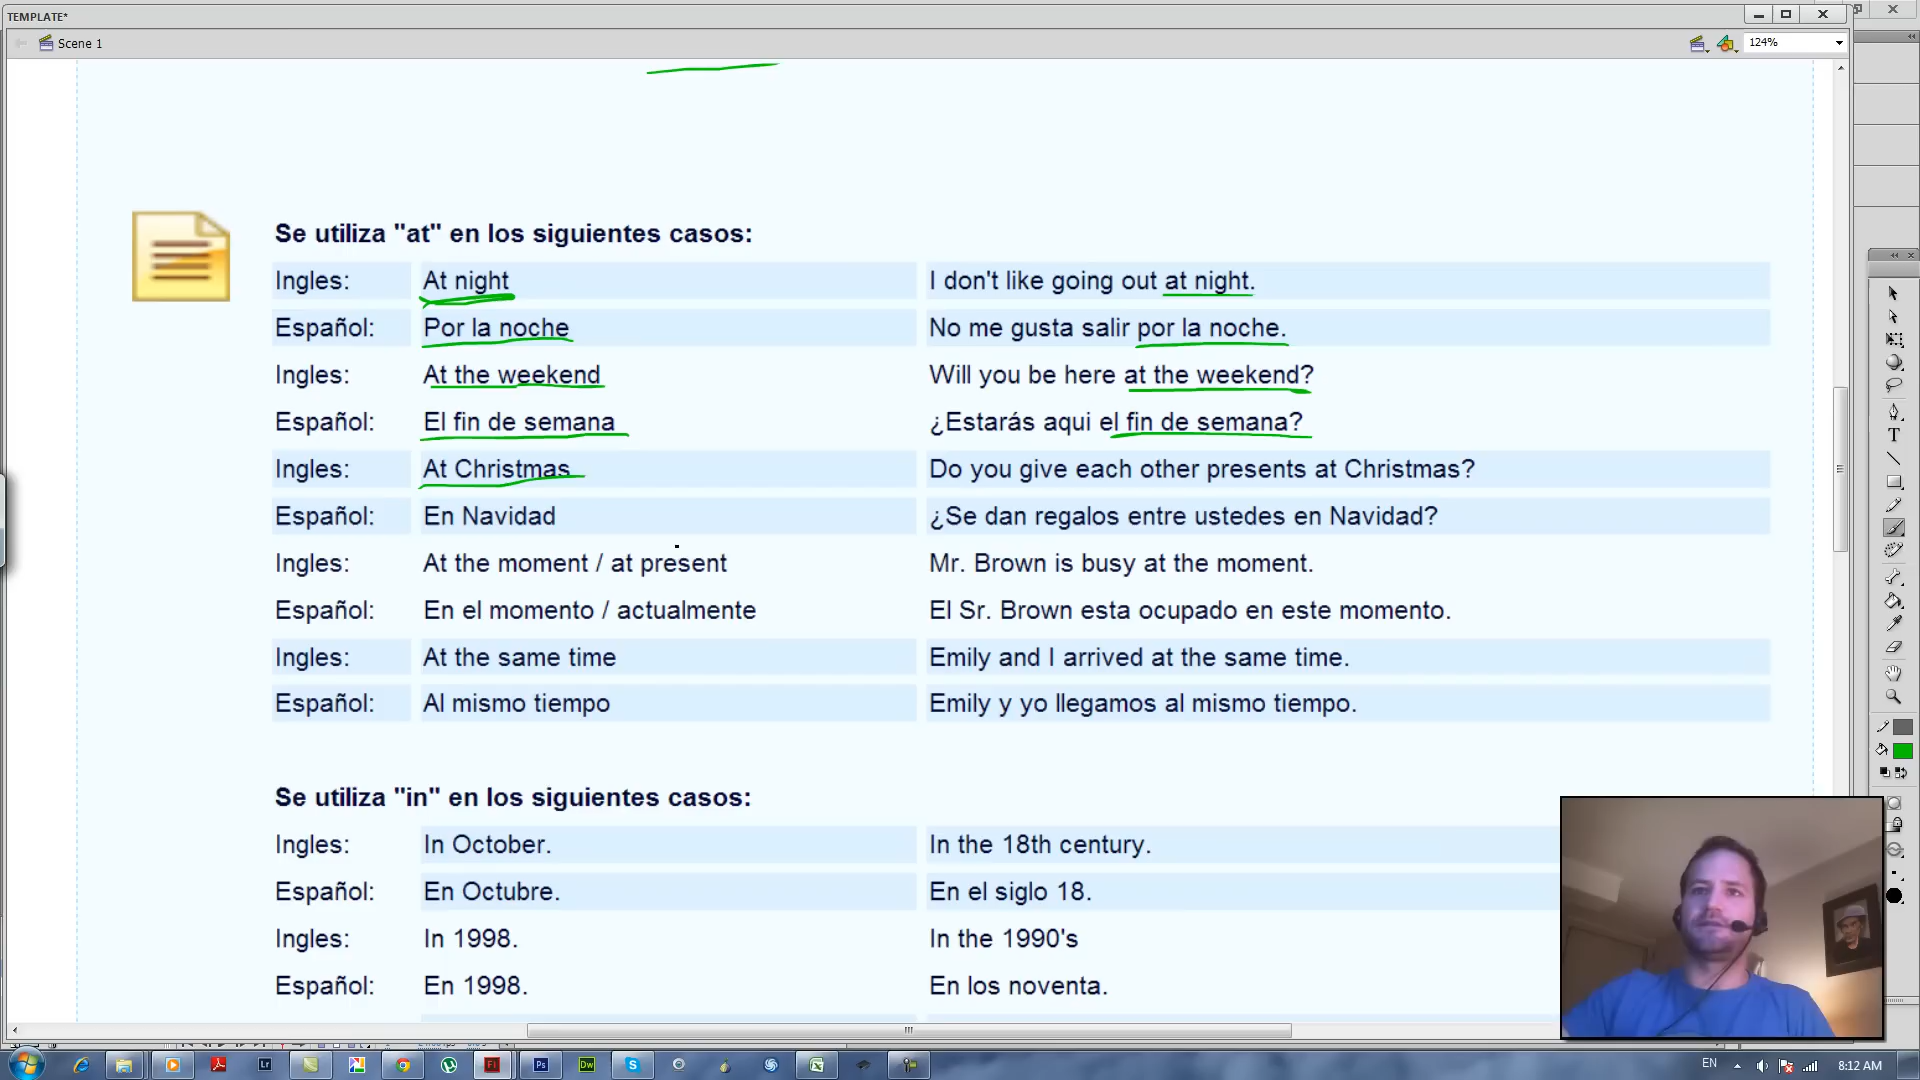 TEMPLATE*
Scene 1
124%
Se utiliza "at" en los siguientes casos:
Ingles: At night I don't like going out at night.
Español: Por la noche No me gusta salir por la noche.
Ingles: At the weekend Will you be here at the weekend?
Español: El fin de semana ¿Estarás aqui el fin de semana?
Ingles: At Christmas Do you give each other presents at Christmas?
Español: En Navidad ¿Se dan regalos entre ustedes en Navidad?
Ingles: At the moment / at present Mr. Brown is busy at the moment.
Español: En el momento / actualmente El Sr. Brown esta ocupado en este momento.
Ingles: At the same time Emily and I arrived at the same time.
Español: Al mismo tiempo Emily y yo llegamos al mismo tiempo.
Se utiliza "in" en los siguientes casos:
Ingles: In October. In the 18th century.
Español: En Octubre. En el siglo 18.
Ingles: In 1998. In the 1990's
Español: En 1998. En los noventa.
Lr Fl Ps Dw EN 8:12 AM